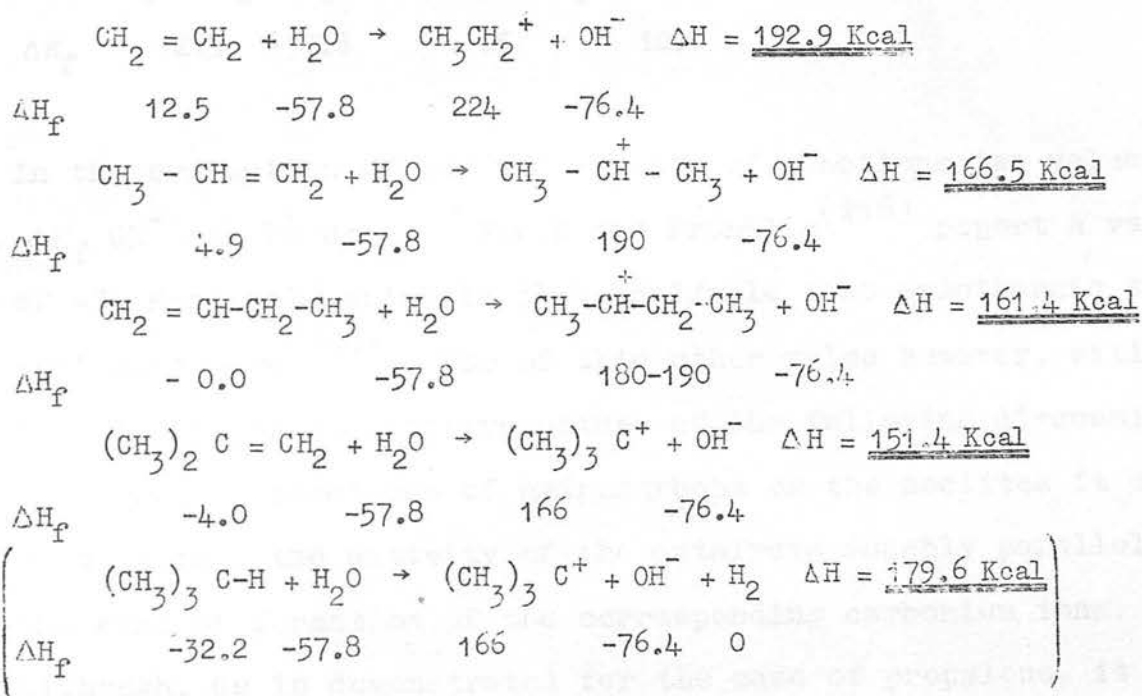 CH2 = CH2 + H2O → CH3CH2+ + OH- ΔH = 192.9 Kcal
ΔHf 12.5 -57.8 224 -76.4
CH3 - CH = CH2 + H2O → CH3 - CH+ - CH3 + OH- ΔH = 166.5 Kcal
ΔHf 4.9 -57.8 190 -76.4
CH2 = CH-CH2-CH3 + H2O → CH3-CH+-CH2-CH3 + OH- ΔH = 161.4 Kcal
ΔHf - 0.0 -57.8 180-190 -76.4
(CH3)2 C = CH2 + H2O → (CH3)3 C+ + OH- ΔH = 151.4 Kcal
ΔHf -4.0 -57.8 166 -76.4
(CH3)3 C-H + H2O → (CH3)3 C+ + OH- + H2 ΔH = 179.6 Kcal
ΔHf -32.2 -57.8 166 -76.4 0